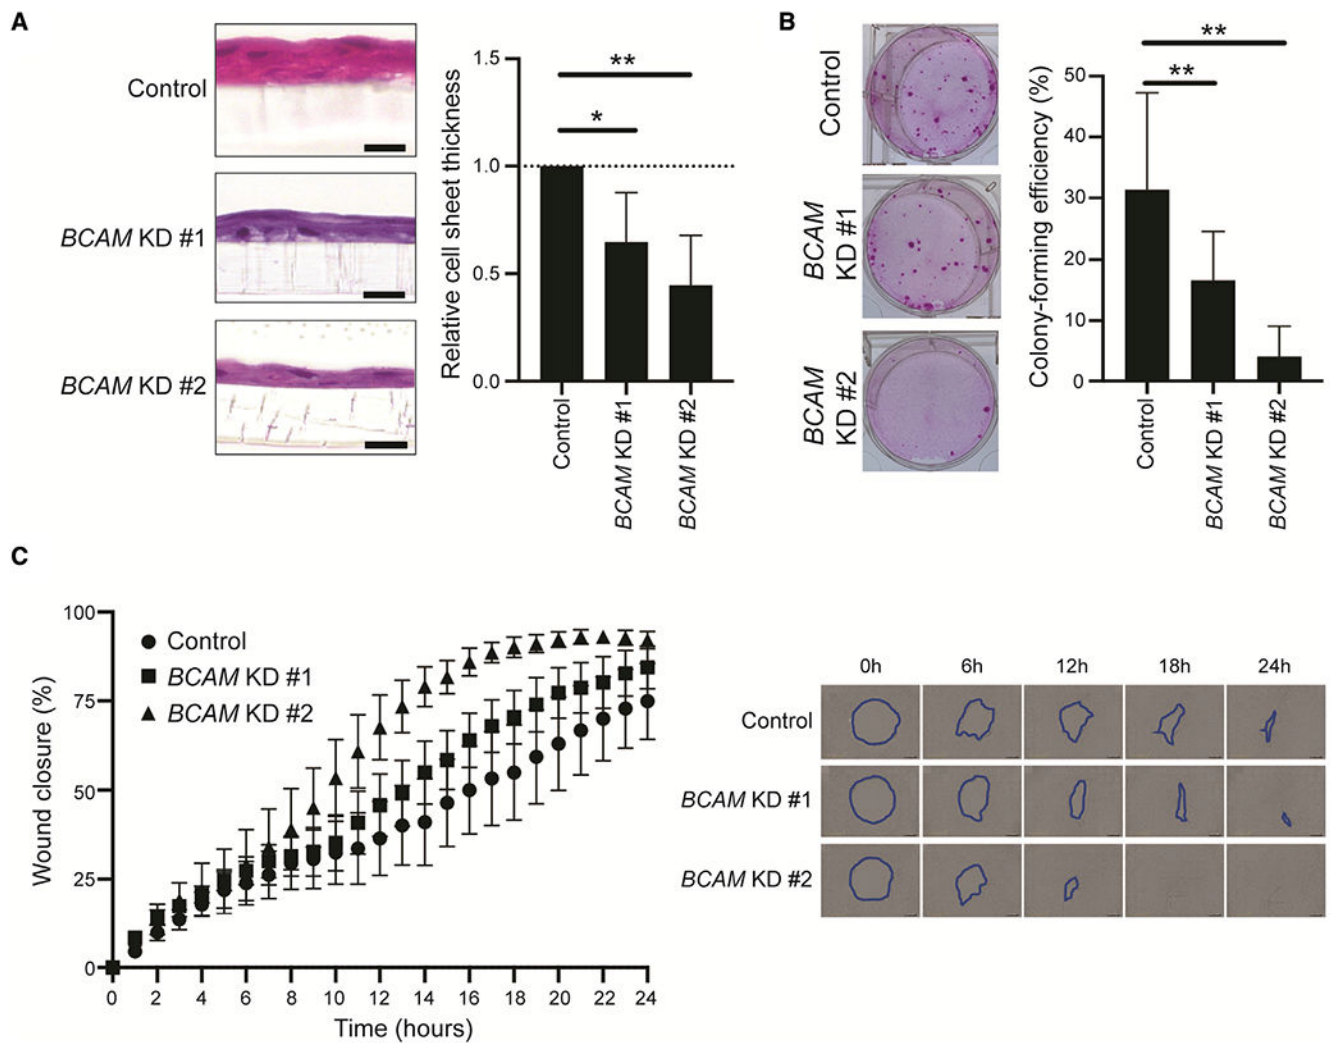 A
Control
BCAM KD #1
BCAM KD #2
Relative cell sheet thickness
1.5
1.0
0.5
0.0
**
*
Control
BCAM KD #1
BCAM KD #2
B
Control
BCAM
KD #1
BCAM
KD #2
Colony-forming efficiency (%)
50
40
30
20
10
0
**
**
Control
BCAM KD #1
BCAM KD #2
C
Wound closure (%)
100
75
50
25
0
Control
BCAM KD #1
BCAM KD #2
0 2 4 6 8 10 12 14 16 18 20 22 24
Time (hours)
0h 6h 12h 18h 24h
Control
BCAM KD #1
BCAM KD #2